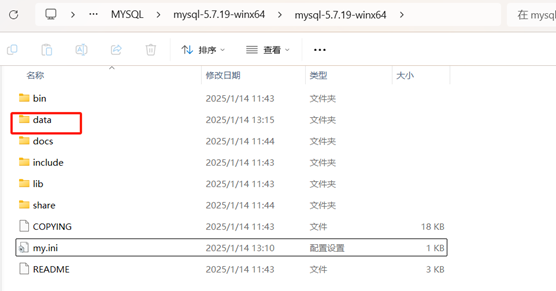 … MYSQL > mysql-5.7.19-winx64 > mysql-5.7.19-winx64 > 在 mysql
排序 查看 …
名称 修改日期 类型 大小
bin 2025/1/14 11:43 文件夹
data 2025/1/14 13:15 文件夹
docs 2025/1/14 11:44 文件夹
include 2025/1/14 11:43 文件夹
lib 2025/1/14 11:43 文件夹
share 2025/1/14 11:44 文件夹
COPYING 2025/1/14 11:43 文件 18 KB
my.ini 2025/1/14 13:10 配置设置 1 KB
README 2025/1/14 11:43 文件 3 KB